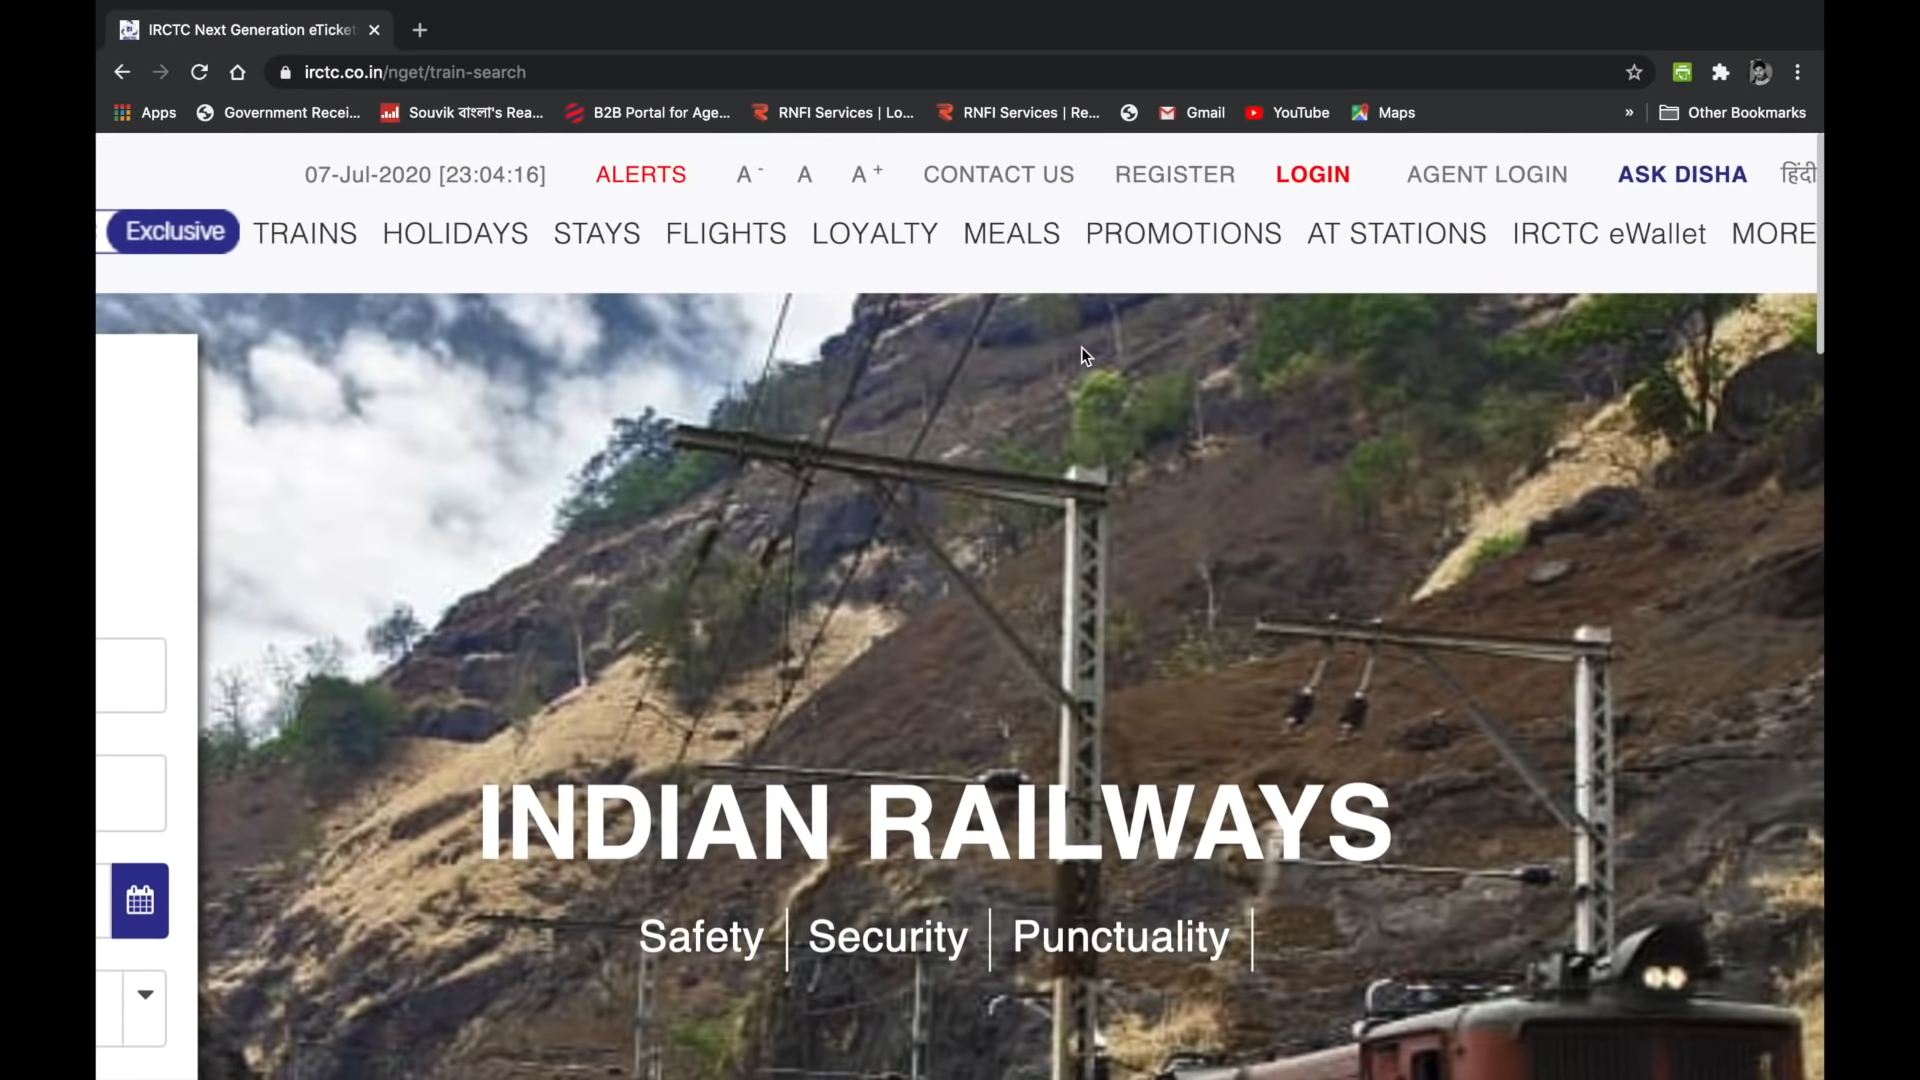 IRCTC Next Generation eTicket
irctc.co.in/nget/train-search
Apps Government Recei... Souvik বাংলা's Rea... B2B Portal for Age... RNFI Services | Lo... RNFI Services | Re... Gmail YouTube Maps » Other Bookmarks
07-Jul-2020 [23:04:16] ALERTS A- A A+ CONTACT US REGISTER LOGIN AGENT LOGIN ASK DISHA हिंदी
Exclusive TRAINS HOLIDAYS STAYS FLIGHTS LOYALTY MEALS PROMOTIONS AT STATIONS IRCTC eWallet MORE
INDIAN RAILWAYS
Safety | Security | Punctuality |